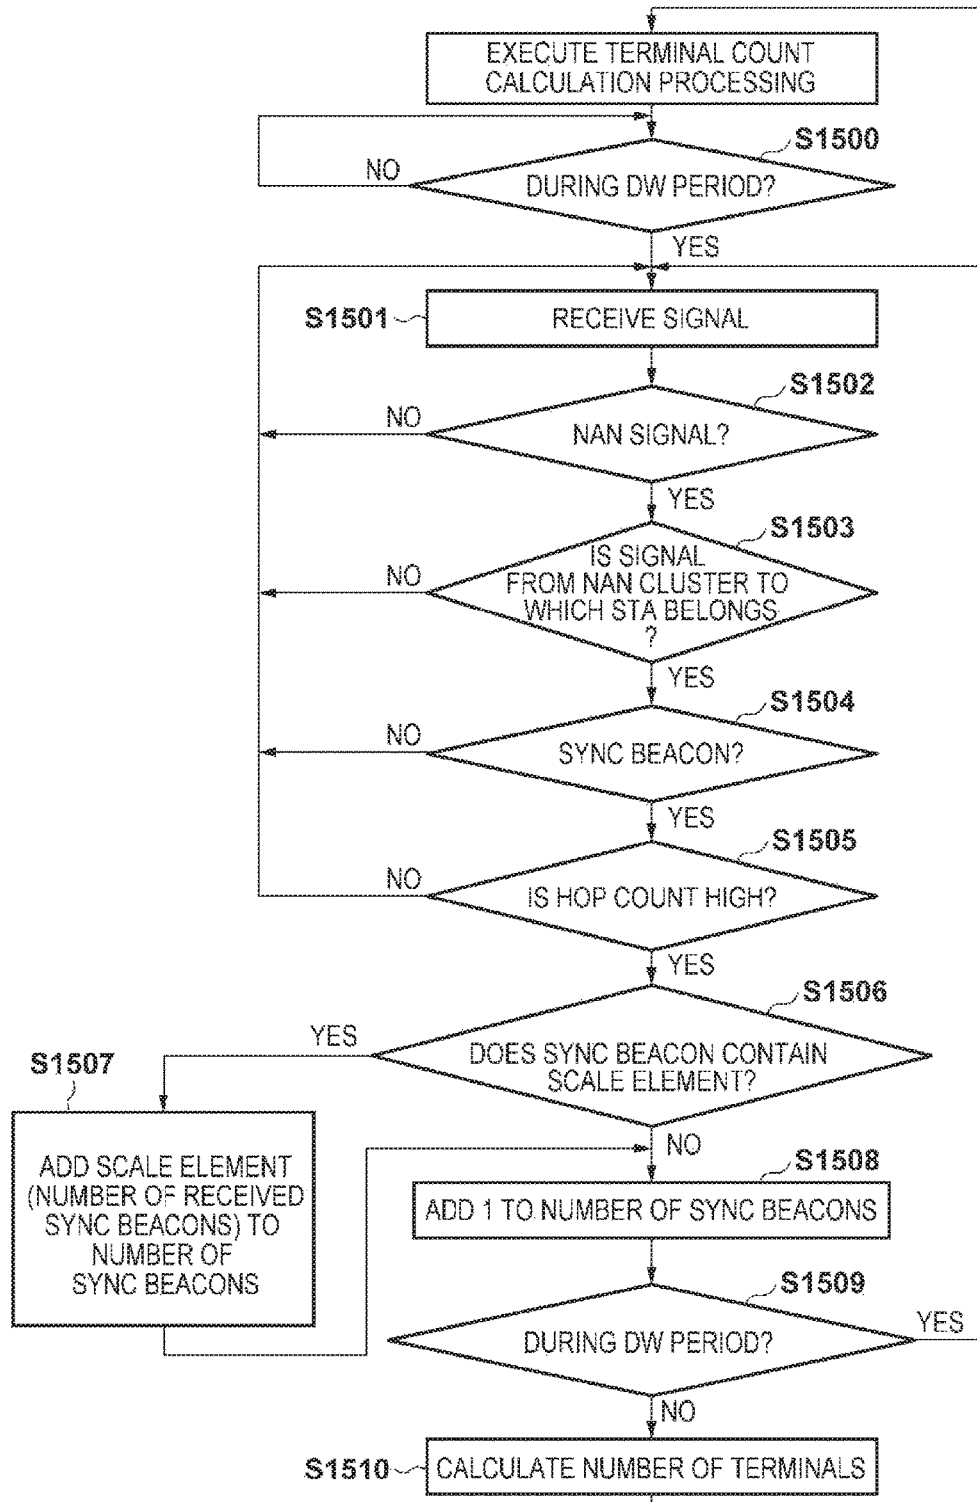 EXECUTE TERMINAL COUNT
CALCULATION PROCESSING
S1500
NO
DURING DW PERIOD?
YES
S1501
RECEIVE SIGNAL
S1502
NO
NAN SIGNAL?
YES
S1503
NO
IS SIGNAL
FROM NAN CLUSTER TO
WHICH STA BELONGS
?
YES
S1504
NO
SYNC BEACON?
YES
S1505
NO
IS HOP COUNT HIGH?
YES
S1506
YES
DOES SYNC BEACON CONTAIN
SCALE ELEMENT?
S1507
NO
ADD SCALE ELEMENT
(NUMBER OF RECEIVED
SYNC BEACONS) TO
NUMBER OF
SYNC BEACONS
S1508
ADD 1 TO NUMBER OF SYNC BEACONS
S1509
YES
DURING DW PERIOD?
NO
S1510
CALCULATE NUMBER OF TERMINALS